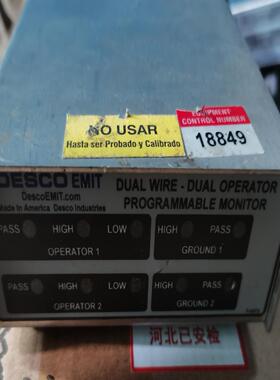 NO USAR
Hasta ser Probado y Calibrado
EQUIPMENT
CONTROL NUMBER
18849
DESCO EMIT
DescoEMIT.com
Made in America Desco Industries
DUAL WIRE - DUAL OPERATOR
PROGRAMMABLE MONITOR
PASS HIGH LOW PASS HIGH
OPERATOR 1 GROUND 1
PASS HIGH LOW PASS HIGH
OPERATOR 2 GROUND 2
河北已安检